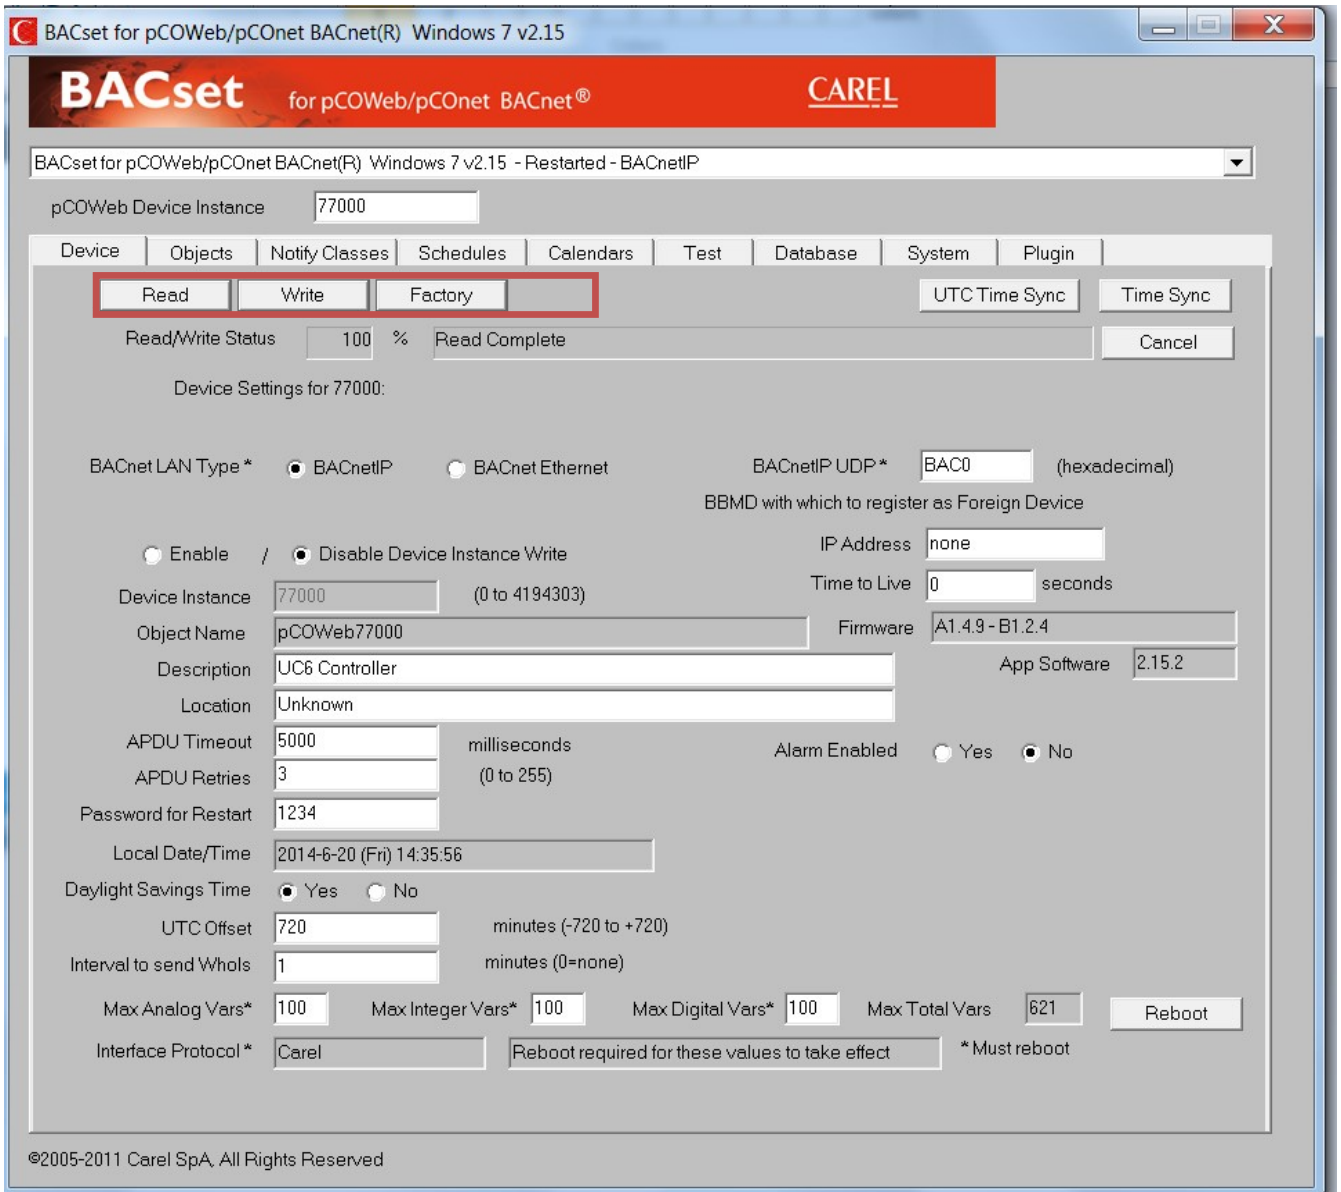 BACset for pCOWeb/pCOnet BACnet(R)  Windows 7 v2.15
BACset for pCOWeb/pCOnet BACnet® CAREL
BACset for pCOWeb/pCOnet BACnet(R)  Windows 7 v2.15  - Restarted - BACnetIP
pCOWeb Device Instance 77000
Device Objects Notify Classes Schedules Calendars Test Database System Plugin
Read Write Factory UTC Time Sync Time Sync
Read/Write Status 100 % Read Complete Cancel
Device Settings for 77000:
BACnet LAN Type * BACnetIP BACnet Ethernet BACnetIP UDP * BAC0 (hexadecimal)
BBMD with which to register as Foreign Device
Enable / Disable Device Instance Write IP Address none
Time to Live 0 seconds
Device Instance 77000 (0 to 4194303)
Object Name pCOWeb77000 Firmware A1.4.9 - B1.2.4
Description UC6 Controller App Software 2.15.2
Location Unknown
APDU Timeout 5000 milliseconds Alarm Enabled Yes No
APDU Retries 3 (0 to 255)
Password for Restart 1234
Local Date/Time 2014-6-20 (Fri) 14:35:56
Daylight Savings Time Yes No
UTC Offset 720 minutes (-720 to +720)
Interval to send WhoIs 1 minutes (0=none)
Max Analog Vars* 100 Max Integer Vars* 100 Max Digital Vars* 100 Max Total Vars 621 Reboot
Interface Protocol * Carel Reboot required for these values to take effect * Must reboot
©2005-2011 Carel SpA, All Rights Reserved